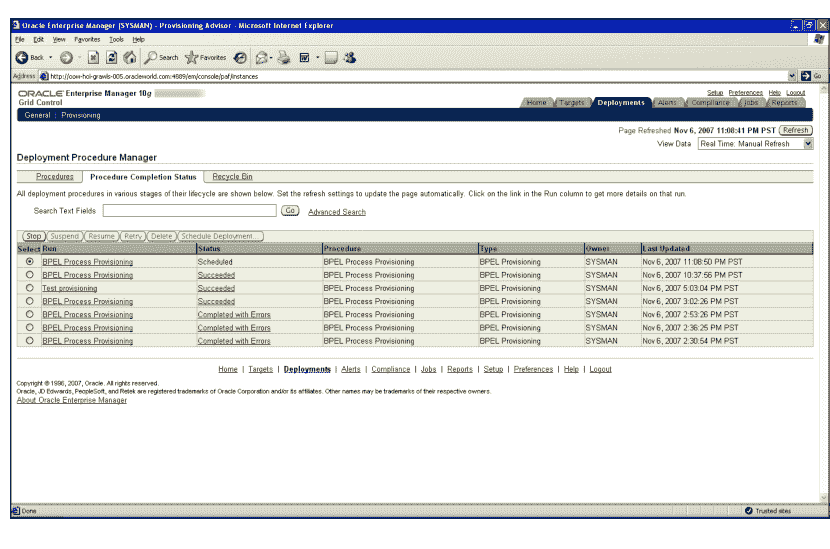 Oracle Enterprise Manager (SYSMAN) - Provisioning Advisor - Microsoft Internet Explorer
File Edit View Favorites Tools Help
Back Search Favorites
Address http://oow-hol-grawls-005.oracleworld.com:4889/em/console/paf/instances Go
ORACLE Enterprise Manager 10g
Grid Control
Setup Preferences Help Logout
Home Targets Deployments Alerts Compliance Jobs Reports
General : Provisioning
Page Refreshed Nov 6, 2007 11:08:41 PM PST Refresh
View Data Real Time: Manual Refresh
Deployment Procedure Manager
Procedures Procedure Completion Status Recycle Bin
All deployment procedures in various stages of their lifecycle are shown below. Set the refresh settings to update the page automatically. Click on the link in the Run column to get more details on that run.
Search Text Fields Go Advanced Search
Stop Suspend Resume Retry Delete Schedule Deployment...
Select Run Status Procedure Type Owner Last Updated
BPEL Process Provisioning Scheduled BPEL Process Provisioning BPEL Provisioning SYSMAN Nov 6, 2007 11:08:50 PM PST
BPEL Process Provisioning Succeeded BPEL Process Provisioning BPEL Provisioning SYSMAN Nov 6, 2007 10:37:56 PM PST
Test provisioning Succeeded BPEL Process Provisioning BPEL Provisioning SYSMAN Nov 6, 2007 5:03:04 PM PST
BPEL Process Provisioning Succeeded BPEL Process Provisioning BPEL Provisioning SYSMAN Nov 6, 2007 3:02:26 PM PST
BPEL Process Provisioning Completed with Errors BPEL Process Provisioning BPEL Provisioning SYSMAN Nov 6, 2007 2:53:26 PM PST
BPEL Process Provisioning Completed with Errors BPEL Process Provisioning BPEL Provisioning SYSMAN Nov 6, 2007 2:36:25 PM PST
BPEL Process Provisioning Completed with Errors BPEL Process Provisioning BPEL Provisioning SYSMAN Nov 6, 2007 2:30:54 PM PST
Home | Targets | Deployments | Alerts | Compliance | Jobs | Reports | Setup | Preferences | Help | Logout
Copyright © 1996, 2007, Oracle. All rights reserved.
Oracle, JD Edwards, PeopleSoft, and Retek are registered trademarks of Oracle Corporation and/or its affiliates. Other names may be trademarks of their respective owners.
About Oracle Enterprise Manager
Done Trusted sites